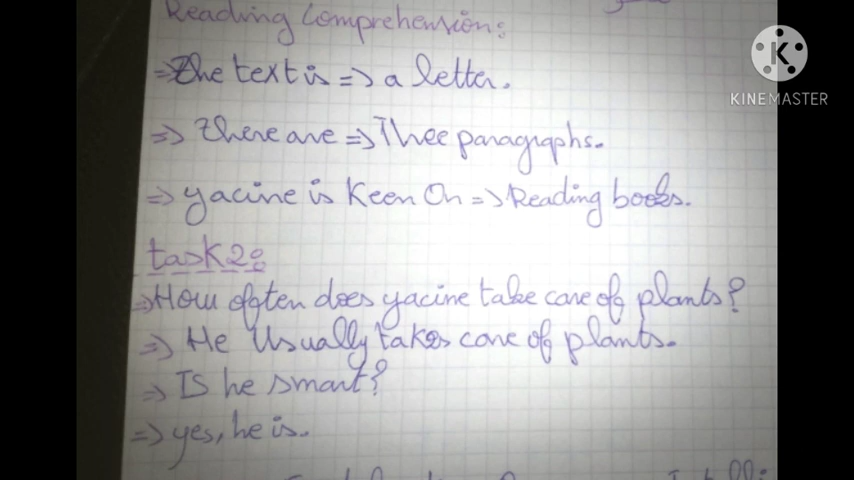 Reading Comprehension:
KINEMASTER
=> The text is => a letter.
=> There are => Three paragraphs.
=> yacine is Keen On => Reading books.
task2:
=> How often does yacine take care of plants?
=> He Usually takes care of plants.
=> Is he smart?
=> yes, he is.